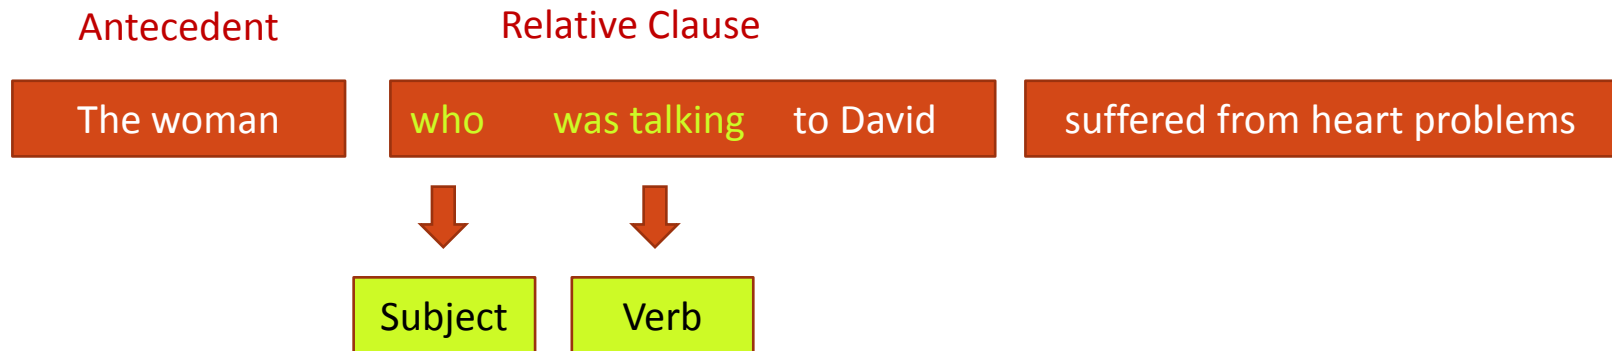 Antecedent Relative Clause
The woman who was talking to David suffered from heart problems
Subject Verb